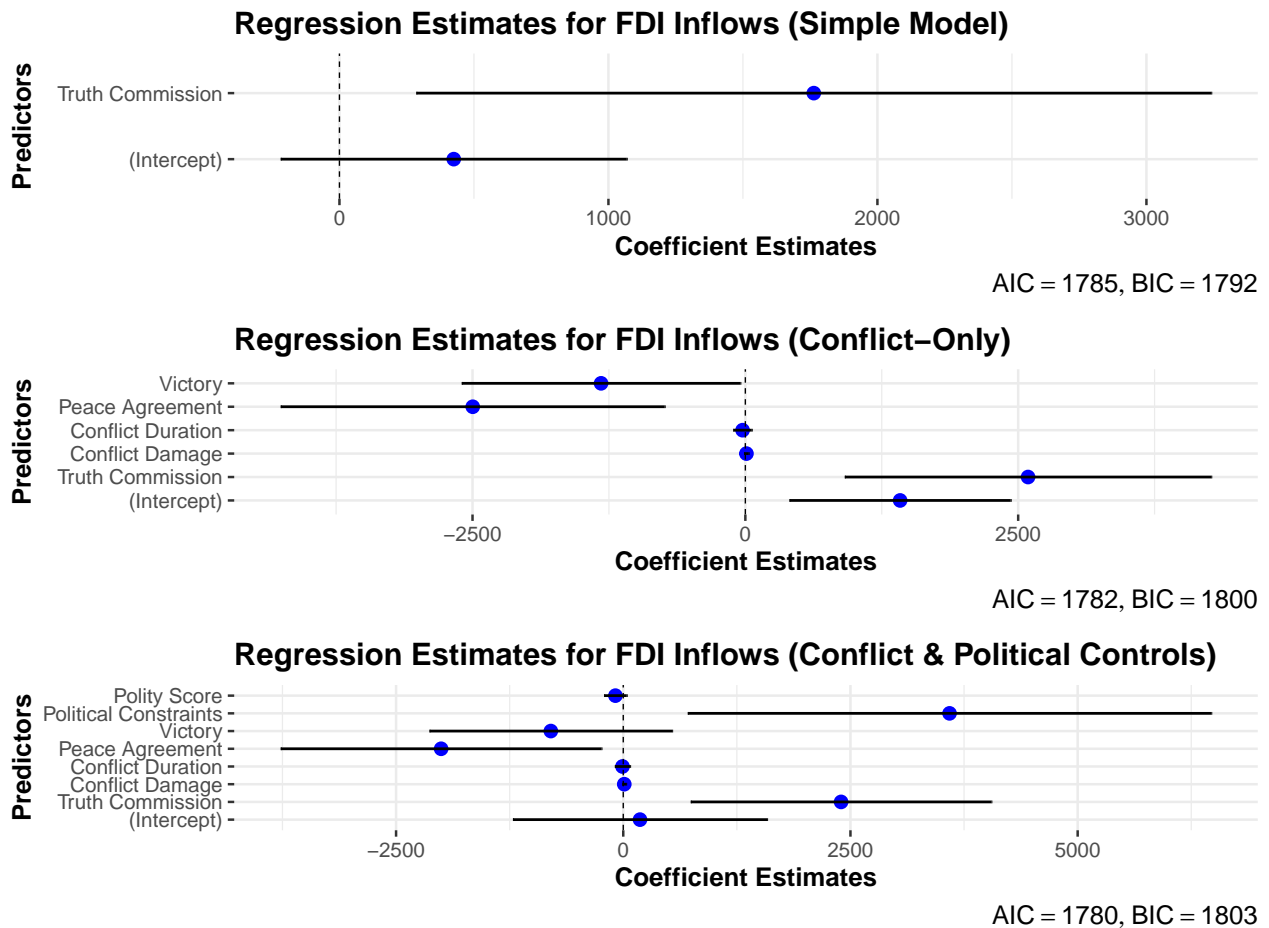 Regression Estimates for FDI Inflows (Simple Model)
Predictors
Truth Commission
(Intercept)
0 1000 2000 3000
Coefficient Estimates
AIC = 1785, BIC = 1792
Regression Estimates for FDI Inflows (Conflict−Only)
Predictors
Victory
Peace Agreement
Conflict Duration
Conflict Damage
Truth Commission
(Intercept)
−2500 0 2500
Coefficient Estimates
AIC = 1782, BIC = 1800
Regression Estimates for FDI Inflows (Conflict & Political Controls)
Predictors
Polity Score
Political Constraints
Victory
Peace Agreement
Conflict Duration
Conflict Damage
Truth Commission
(Intercept)
−2500 0 2500 5000
Coefficient Estimates
AIC = 1780, BIC = 1803